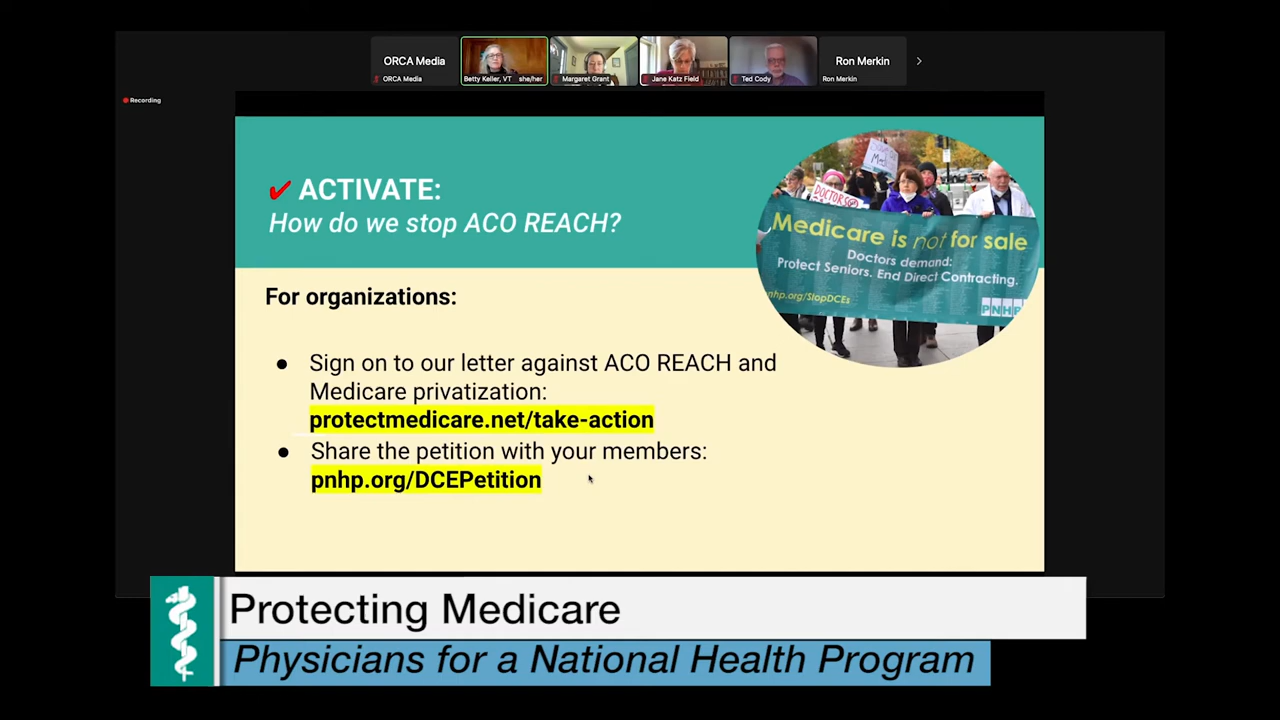 ORCA Media
Ron Merkin
ORCA Media
Betty Keller, VT she/her
Margaret Grant
Jane Katz Field
Ted Cody
Ron Merkin
Recording
✔ ACTIVATE:
How do we stop ACO REACH?
DOCTORS
Medicare is not for sale
Doctors demand:
Protect Seniors. End Direct Contracting.
pnhp.org/StopDCEs
PNHP
For organizations:
● Sign on to our letter against ACO REACH and
Medicare privatization:
protectmedicare.net/take-action
● Share the petition with your members:
pnhp.org/DCEPetition
Protecting Medicare
Physicians for a National Health Program